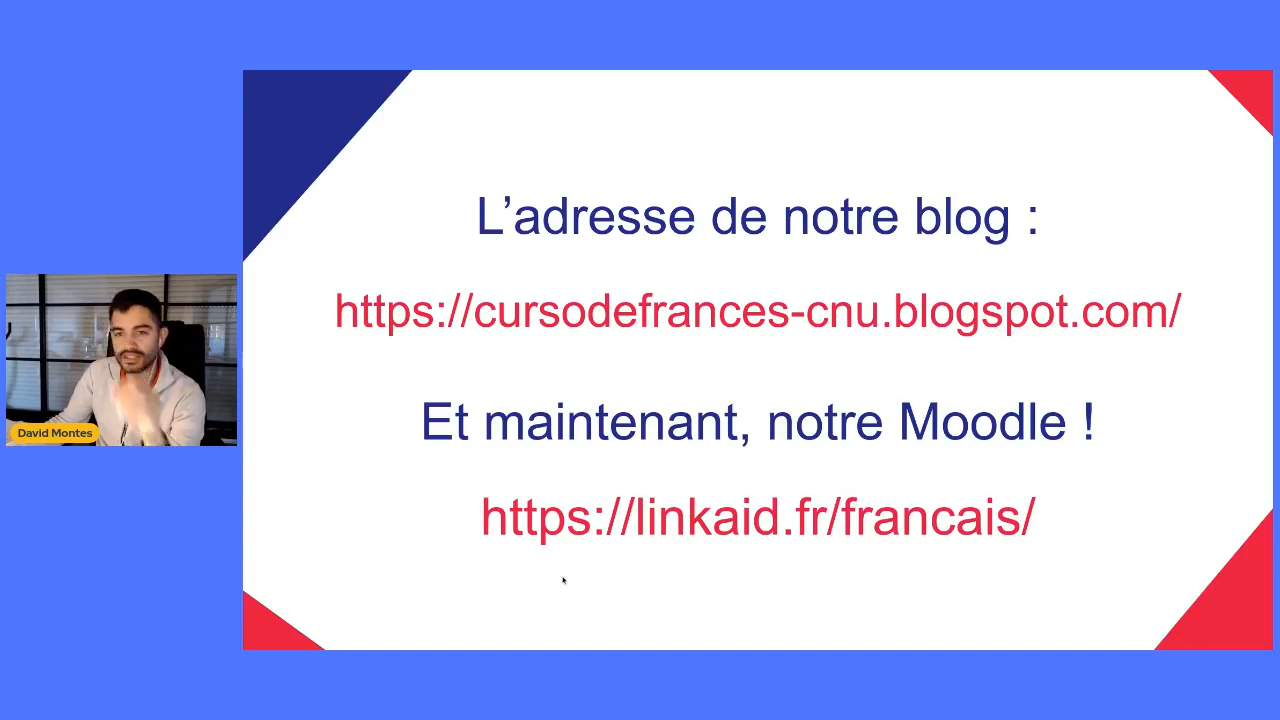 L’adresse de notre blog :
https://cursodefrances-cnu.blogspot.com/
Et maintenant, notre Moodle !
https://linkaid.fr/francais/
David Montes